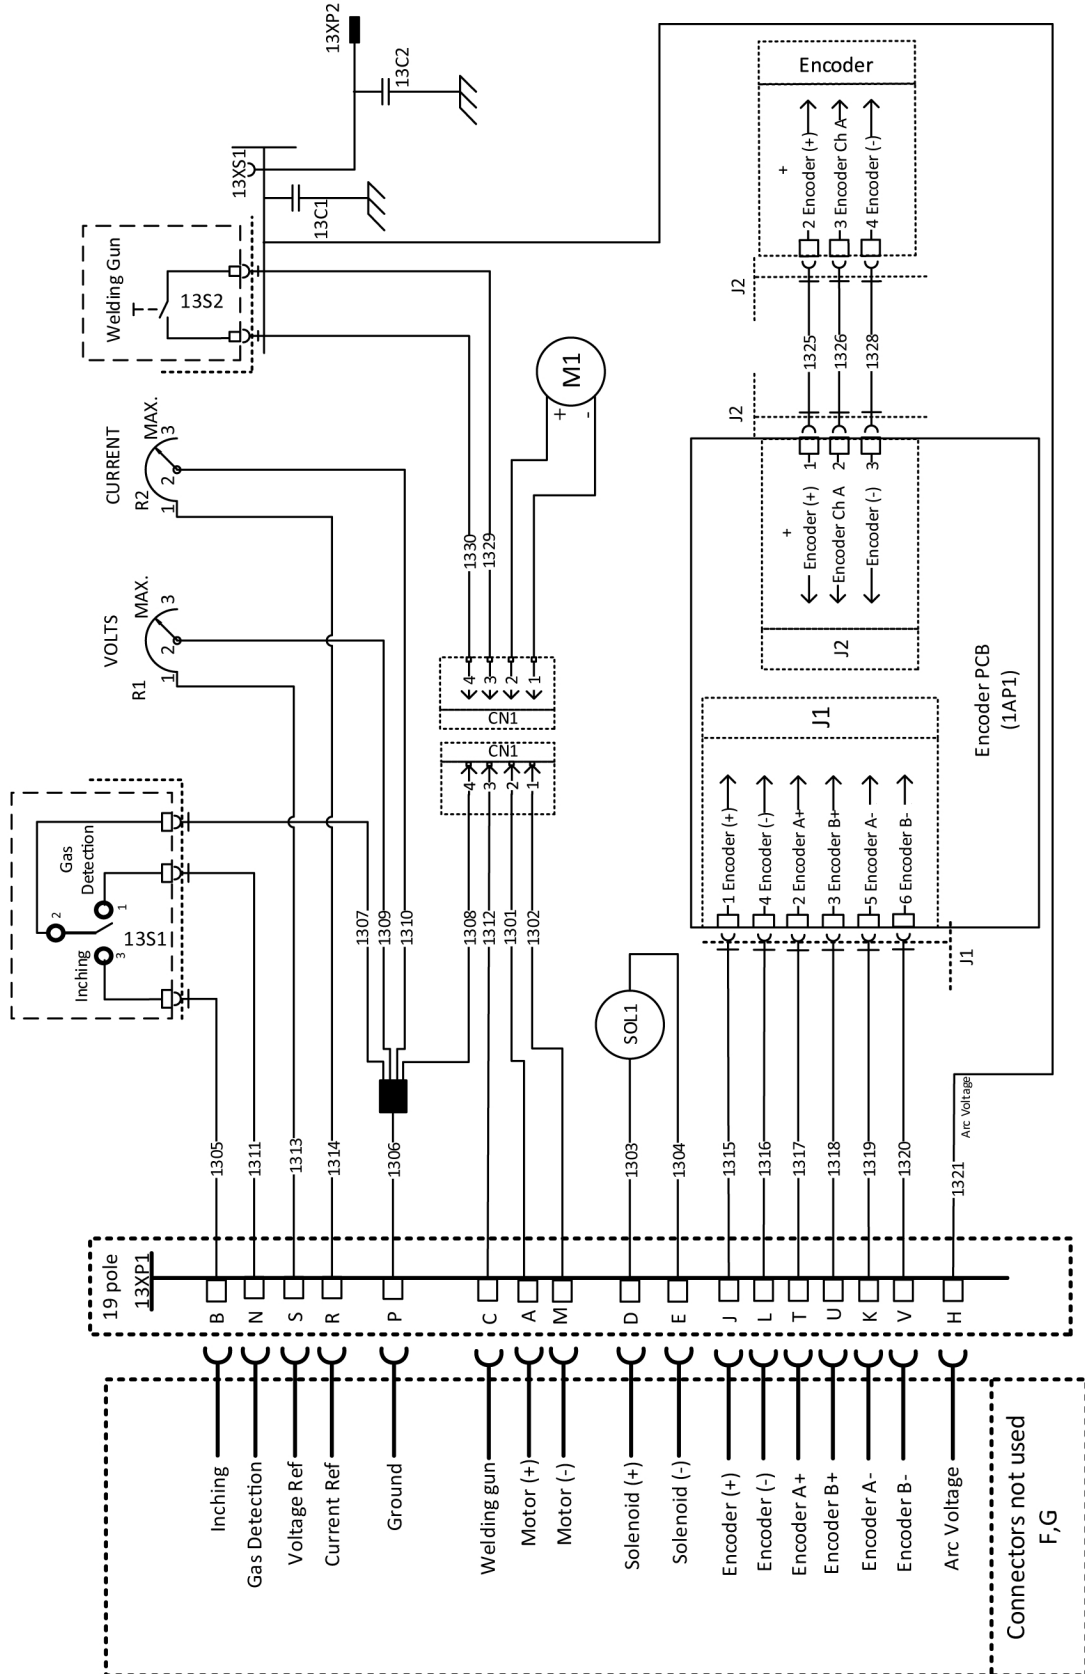 13XP2
13C2
13XS1
13C1
Welding Gun
13S2
Encoder
+
2 Encoder (+)
3 Encoder Ch A
4 Encoder (-)
J2
1325
1326
1328
J2
M1
+
-
CURRENT
MAX.
R2
1
2
3
VOLTS
MAX.
R1
1
2
3
1330
1329
4
3
2
1
CN1
CN1
4
3
2
1
1
2
3
+
Encoder (+)
Encoder Ch A
Encoder (-)
J2
Encoder PCB
(1AP1)
J1
1 Encoder (+)
4 Encoder (-)
2 Encoder A+
3 Encoder B+
5 Encoder A-
6 Encoder B-
J1
Gas
Detection
2
1
3
13S1
Inching
1307
1309
1310
1308
1312
1301
1302
SOL1
1305
1311
1313
1314
1306
1303
1304
1315
1316
1317
1318
1319
1320
1321
Arc Voltage
19 pole
13XP1
B
N
S
R
P
C
A
M
D
E
J
L
T
U
K
V
H
Inching
Gas Detection
Voltage Ref
Current Ref
Ground
Welding gun
Motor (+)
Motor (-)
Solenoid (+)
Solenoid (-)
Encoder (+)
Encoder (-)
Encoder A+
Encoder B+
Encoder A-
Encoder B-
Arc Voltage
Connectors not used
F,G